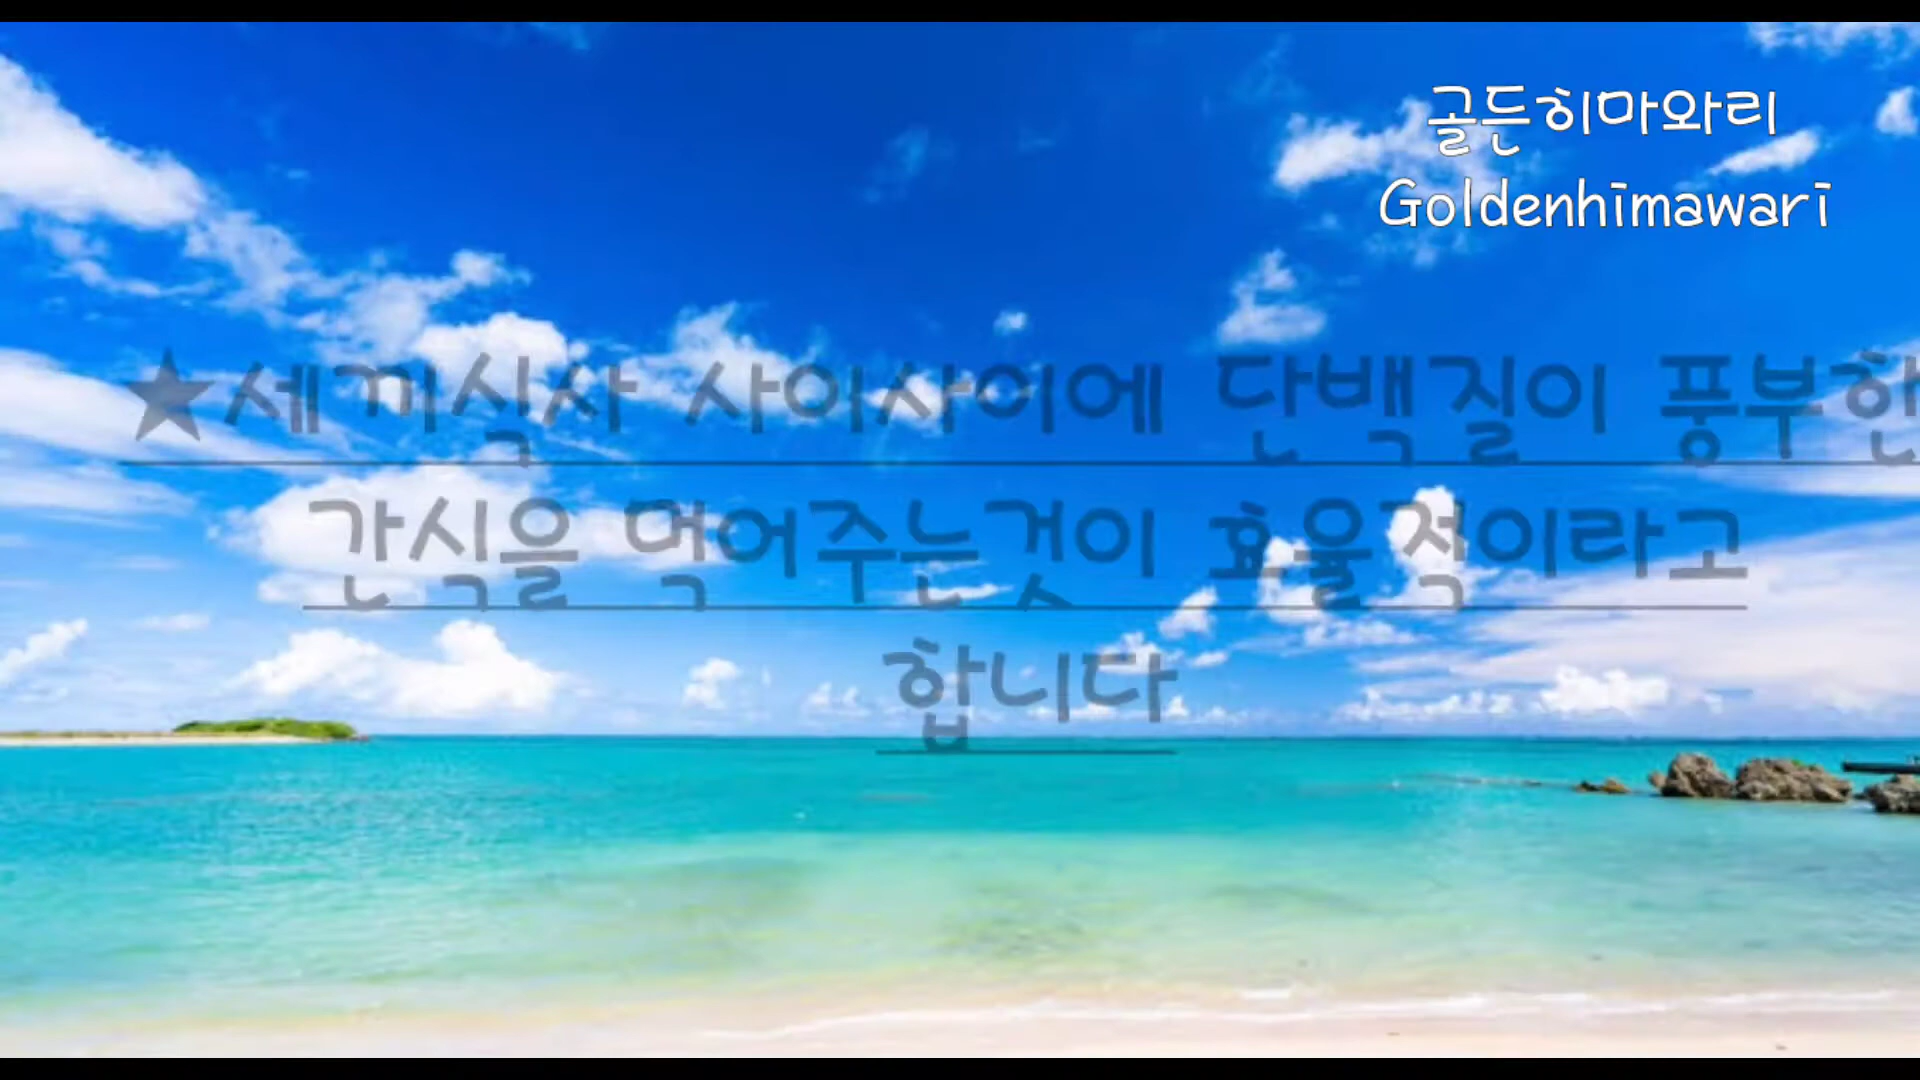 골든히마와리
Goldenhimawari
★세끼식사 사이사이에 단백질이 풍부한
간식을 먹어주는것이 효율적이라고
합니다